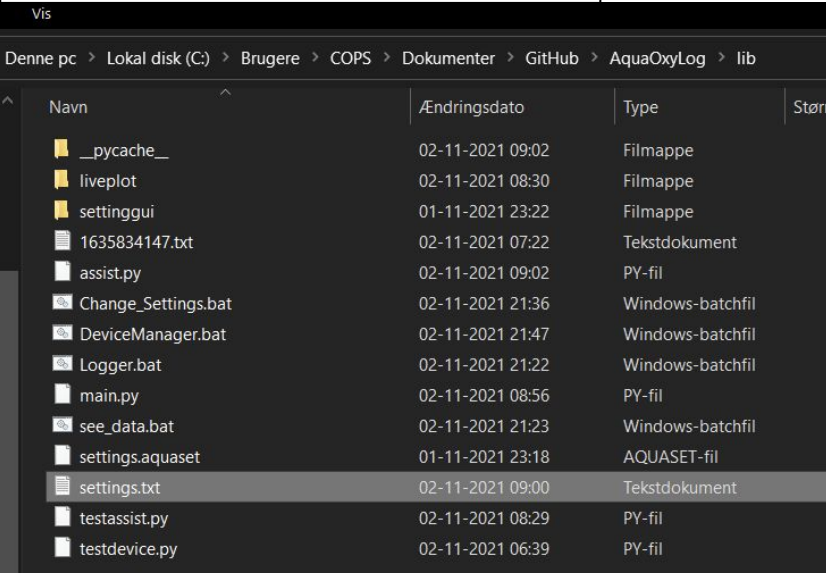 Vis
Denne pc > Lokal disk (C:) > Brugere > COPS > Dokumenter > GitHub > AquaOxyLog > lib
Navn Ændringsdato Type Størr
__pycache__ 02-11-2021 09:02 Filmappe
liveplot 02-11-2021 08:30 Filmappe
settinggui 01-11-2021 23:22 Filmappe
1635834147.txt 02-11-2021 07:22 Tekstdokument
assist.py 02-11-2021 09:02 PY-fil
Change_Settings.bat 02-11-2021 21:36 Windows-batchfil
DeviceManager.bat 02-11-2021 21:47 Windows-batchfil
Logger.bat 02-11-2021 21:22 Windows-batchfil
main.py 02-11-2021 08:56 PY-fil
see_data.bat 02-11-2021 21:23 Windows-batchfil
settings.aquaset 01-11-2021 23:18 AQUASET-fil
settings.txt 02-11-2021 09:00 Tekstdokument
testassist.py 02-11-2021 08:29 PY-fil
testdevice.py 02-11-2021 06:39 PY-fil